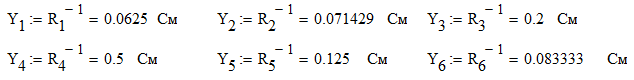 Y₁ := R₁⁻¹ = 0.0625 См Y₂ := R₂⁻¹ = 0.071429 См Y₃ := R₃⁻¹ = 0.2 См
Y₄ := R₄⁻¹ = 0.5 См Y₅ := R₅⁻¹ = 0.125 См Y₆ := R₆⁻¹ = 0.083333 См